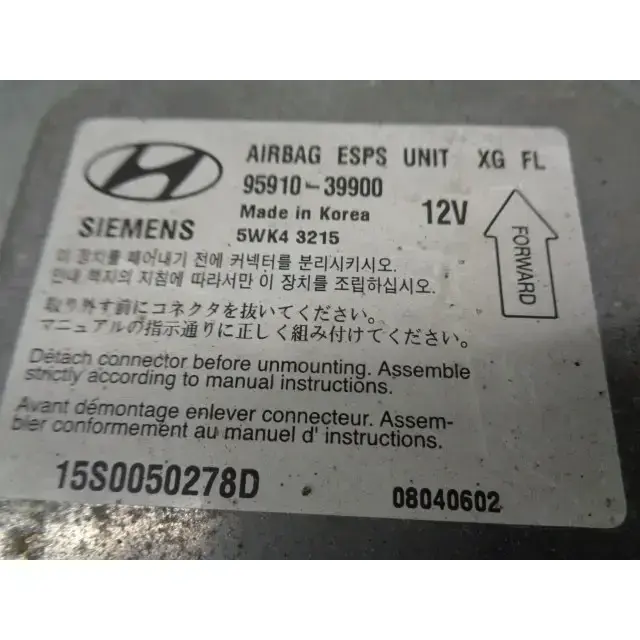 AIRBAG ESPS UNIT XG FL
95910-39900
Made in Korea 12V
SIEMENS 5WK4 3215
FORWARD
이 장치를 떼어내기 전에 커넥터를 분리시키시오.
안내 책자의 지침에 따라서만 이 장치를 조립하십시오.
取り外す前にコネクタを抜いてください。
マニュアルの指示通りに正しく組み付けてください。
Detach connector before unmounting. Assemble
strictly according to manual instructions.
Avant démontage enlever connecteur. Assem-
bler conformement au manuel d' instructions.
15S0050278D 08040602